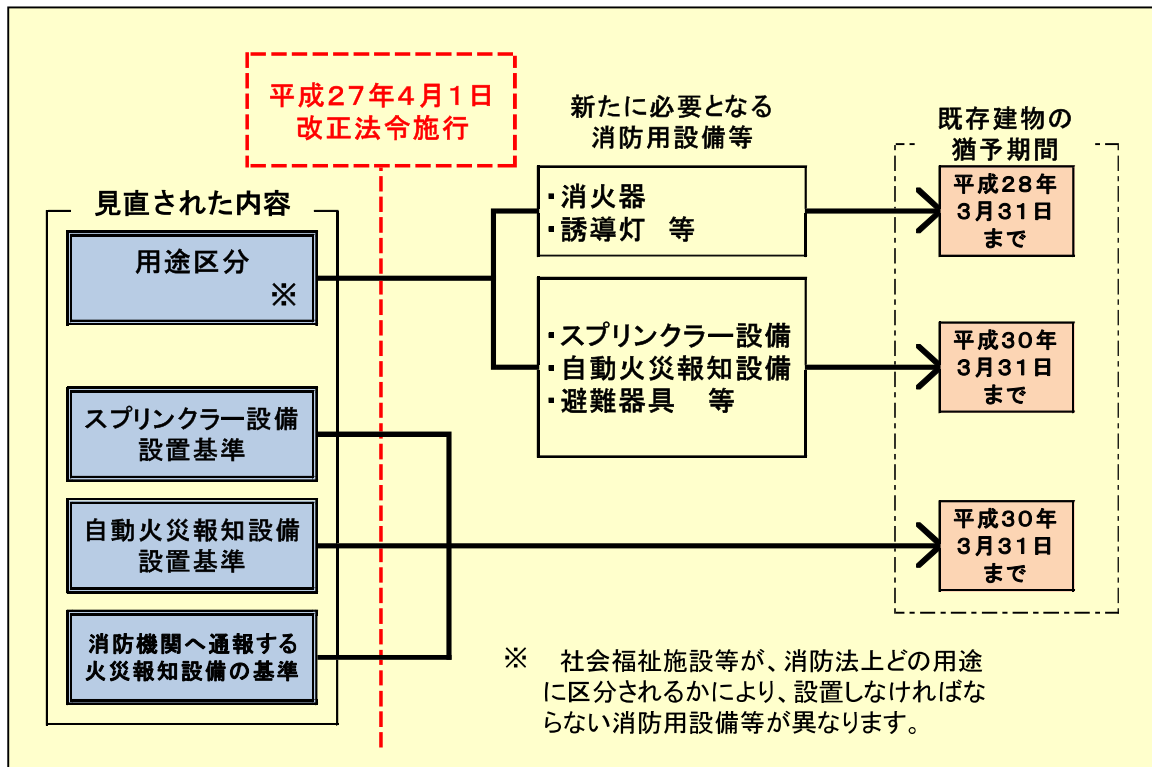 平成27年4月1日
改正法令施行
新たに必要となる
消防用設備等
既存建物の
猶予期間
見直された内容
用途区分
※
・消火器
・誘導灯　等
平成28年
3月31日
まで
・スプリンクラー設備
・自動火災報知設備
・避難器具　等
平成30年
3月31日
まで
スプリンクラー設備
設置基準
自動火災報知設備
設置基準
平成30年
3月31日
まで
消防機関へ通報する
火災報知設備の基準
※　社会福祉施設等が、消防法上どの用途
に区分されるかにより、設置しなければな
らない消防用設備等が異なります。